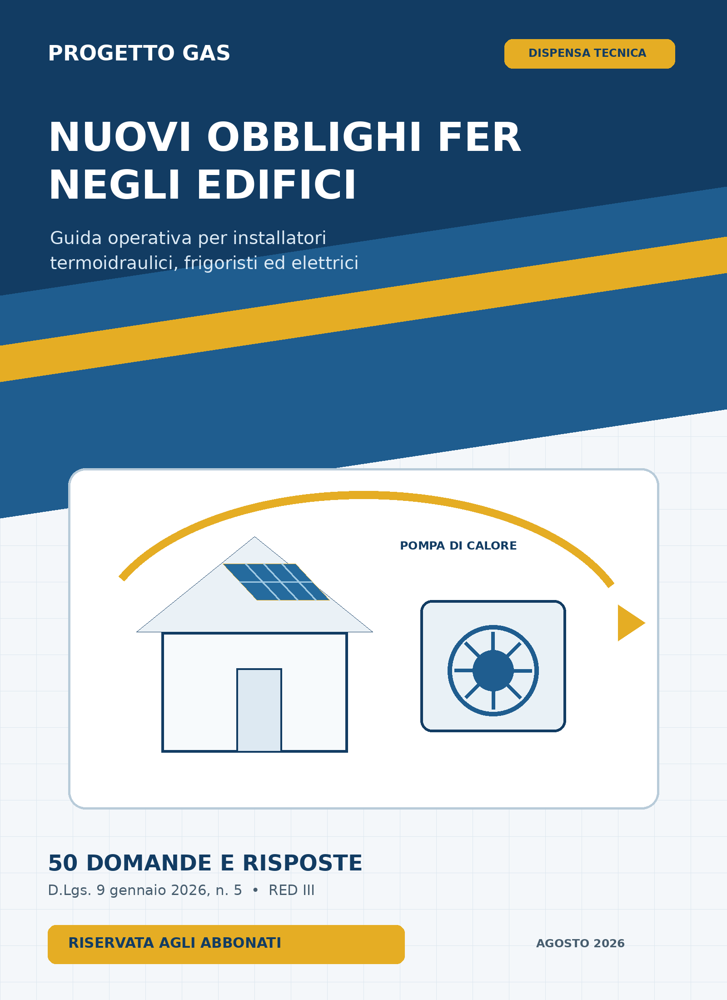 PROGETTO GAS
DISPENSA TECNICA
NUOVI OBBLIGHI FER
NEGLI EDIFICI
Guida operativa per installatori
termoidraulici, frigoristi ed elettrici
POMPA DI CALORE
50 DOMANDE E RISPOSTE
D.Lgs. 9 gennaio 2026, n. 5 • RED III
RISERVATA AGLI ABBONATI
AGOSTO 2026